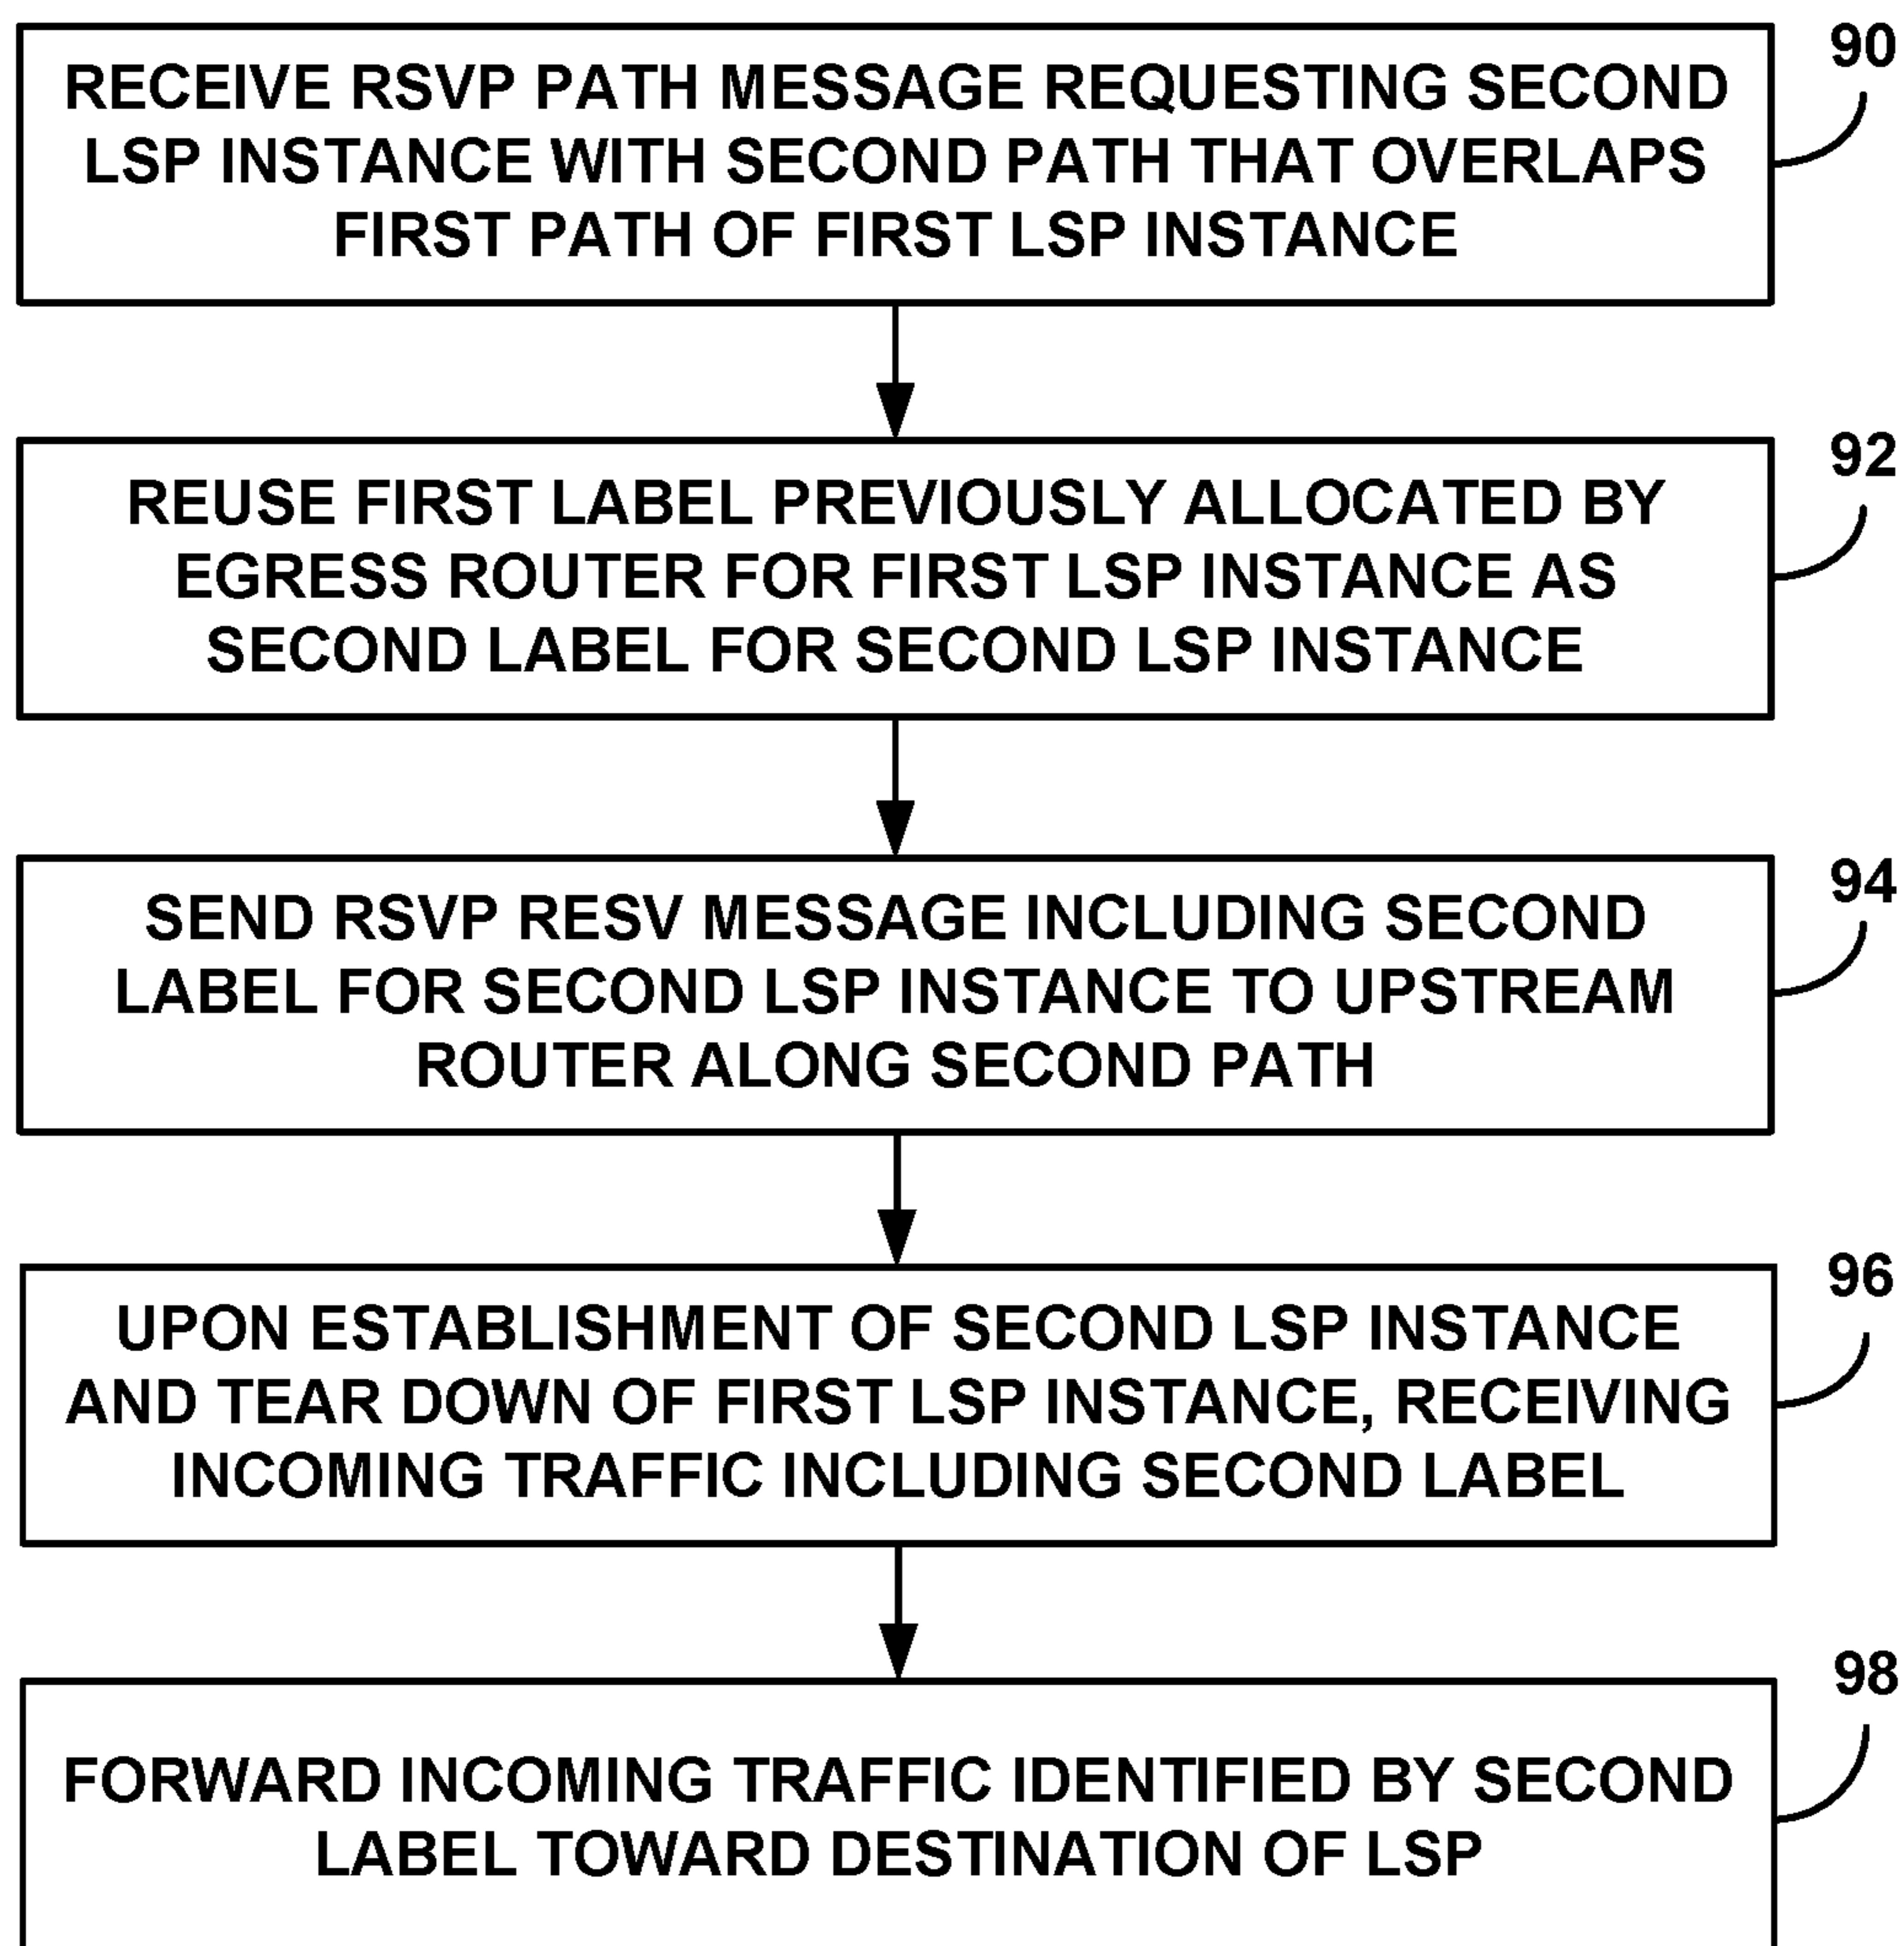 90
RECEIVE RSVP PATH MESSAGE REQUESTING SECOND
LSP INSTANCE WITH SECOND PATH THAT OVERLAPS
FIRST PATH OF FIRST LSP INSTANCE
92
REUSE FIRST LABEL PREVIOUSLY ALLOCATED BY
EGRESS ROUTER FOR FIRST LSP INSTANCE AS
SECOND LABEL FOR SECOND LSP INSTANCE
94
SEND RSVP RESV MESSAGE INCLUDING SECOND
LABEL FOR SECOND LSP INSTANCE TO UPSTREAM
ROUTER ALONG SECOND PATH
96
UPON ESTABLISHMENT OF SECOND LSP INSTANCE
AND TEAR DOWN OF FIRST LSP INSTANCE, RECEIVING
INCOMING TRAFFIC INCLUDING SECOND LABEL
98
FORWARD INCOMING TRAFFIC IDENTIFIED BY SECOND
LABEL TOWARD DESTINATION OF LSP